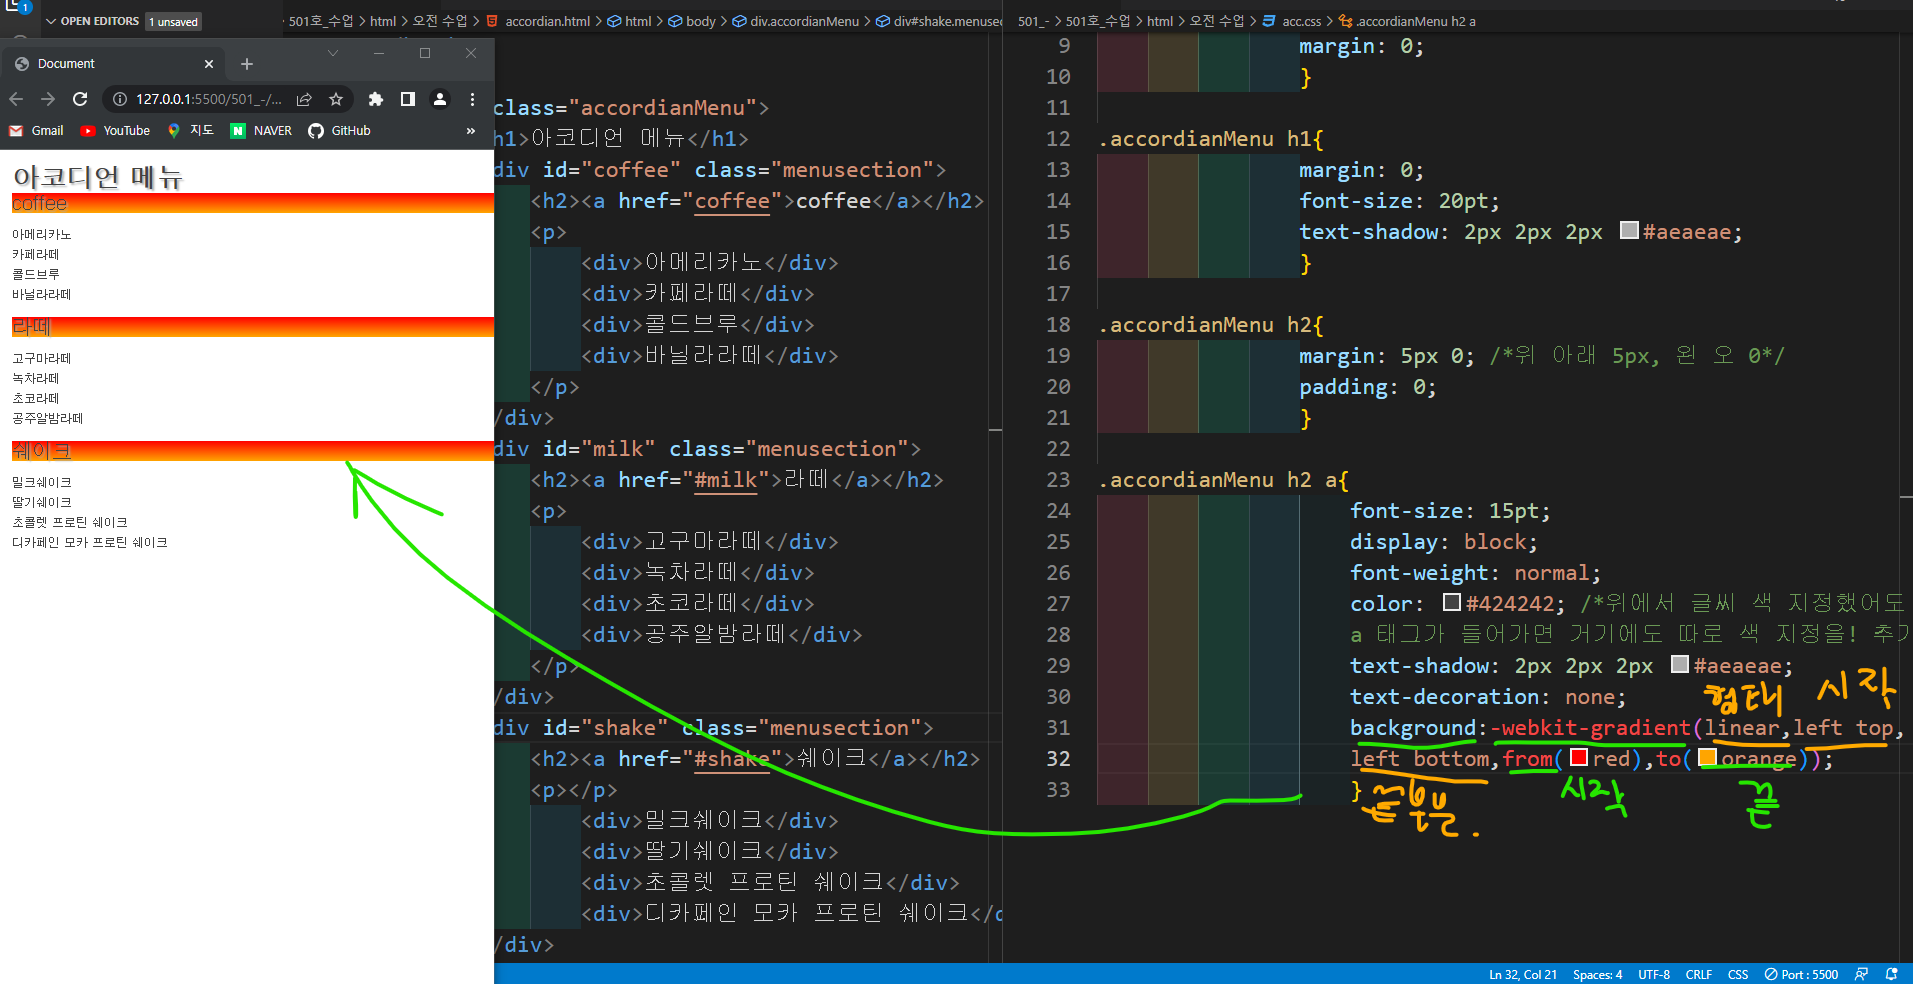 1
OPEN EDITORS
1 unsaved
501호_수업 > html > 오전 수업 > accordian.html > html > body > div.accordianMenu > div#shake.menusec
501_- > 501호_수업 > html > 오전 수업 > acc.css > .accordianMenu h2 a
Document
127.0.0.1:5500/501_-/...
Gmail
YouTube
지도
NAVER
GitHub
»
아코디언 메뉴
coffee
아메리카노
카페라떼
콜드브루
바닐라라떼
라떼
고구마라떼
녹차라떼
초코라떼
공주알밤라떼
쉐이크
밀크쉐이크
딸기쉐이크
초콜렛 프로틴 쉐이크
디카페인 모카 프로틴 쉐이크
class="accordianMenu">
h1>아코디언 메뉴</h1>
div id="coffee" class="menusection">
<h2><a href="coffee">coffee</a></h2>
<p>
<div>아메리카노</div>
<div>카페라떼</div>
<div>콜드브루</div>
<div>바닐라라떼</div>
</p>
/div>
div id="milk" class="menusection">
<h2><a href="#milk">라떼</a></h2>
<p>
<div>고구마라떼</div>
<div>녹차라떼</div>
<div>초코라떼</div>
<div>공주알밤라떼</div>
</p>
/div>
div id="shake" class="menusection">
<h2><a href="#shake">쉐이크</a></h2>
<p></p>
<div>밀크쉐이크</div>
<div>딸기쉐이크</div>
<div>초콜렛 프로틴 쉐이크</div>
<div>디카페인 모카 프로틴 쉐이크</d
/div>
9 margin: 0;
10 }
11
12 .accordianMenu h1{
13 margin: 0;
14 font-size: 20pt;
15 text-shadow: 2px 2px 2px #aeaeae;
16 }
17
18 .accordianMenu h2{
19 margin: 5px 0; /*위 아래 5px, 왼 오 0*/
20 padding: 0;
21 }
22
23 .accordianMenu h2 a{
24 font-size: 15pt;
25 display: block;
26 font-weight: normal;
27 color: #424242; /*위에서 글씨 색 지정했어도
28 a 태그가 들어가면 거기에도 따로 색 지정을! 추가
29 text-shadow: 2px 2px 2px #aeaeae;
30 text-decoration: none;
형태 시작
31 background:-webkit-gradient(linear,left top,
32 left bottom,from(red),to(orange));
33 }
끝부분. 시작 끝
Ln 32, Col 21 Spaces: 4 UTF-8 CRLF CSS Port : 5500